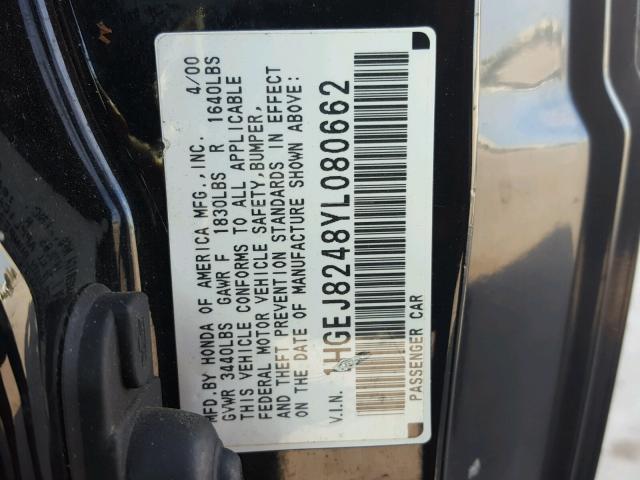 MFD. BY HONDA OF AMERICA MFG., INC. 4/00
GVWR 3440LBS GAWR F 1830LBS R 1640LBS
THIS VEHICLE CONFORMS TO ALL APPLICABLE
FEDERAL MOTOR VEHICLE SAFETY, BUMPER,
AND THEFT PREVENTION STANDARDS IN EFFECT
ON THE DATE OF MANUFACTURE SHOWN ABOVE:
V.I.N. 1HGEJ8248YL080662
PASSENGER CAR